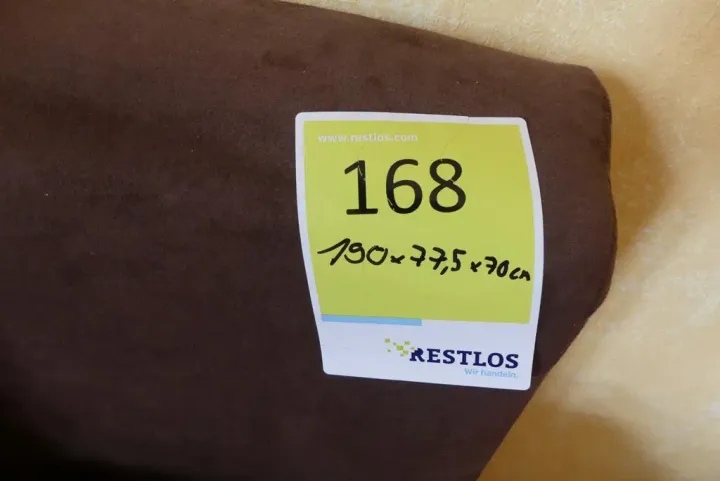 www.restlos.com
168
190x77,5x70cm
RESTLOS
Wir handeln.